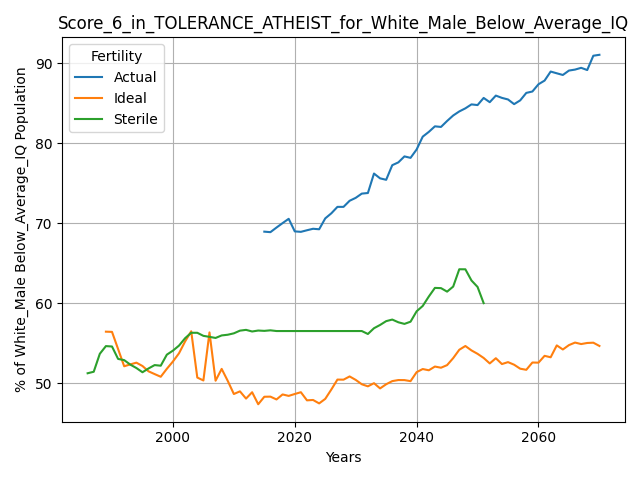 Score_6_in_TOLERANCE_ATHEIST_for_White_Male_Below_Average_IQ
Fertility
Actual
Ideal
Sterile
% of White_Male Below_Average_IQ Population
90
80
70
60
50
2000
2020
2040
2060
Years